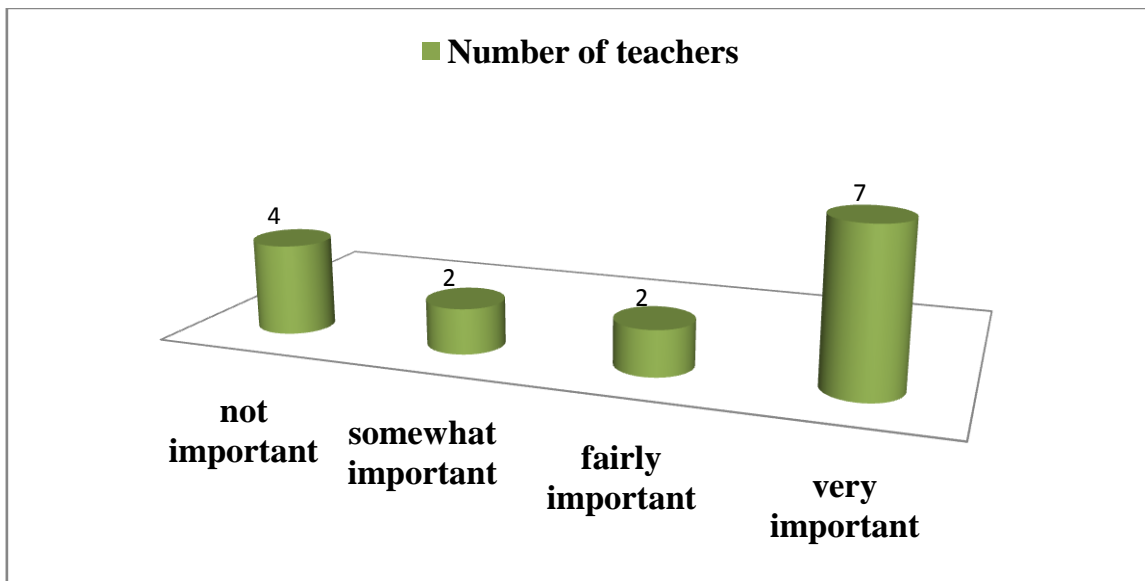 Number of teachers
4
2
2
7
not
important
somewhat
important
fairly
important
very
important